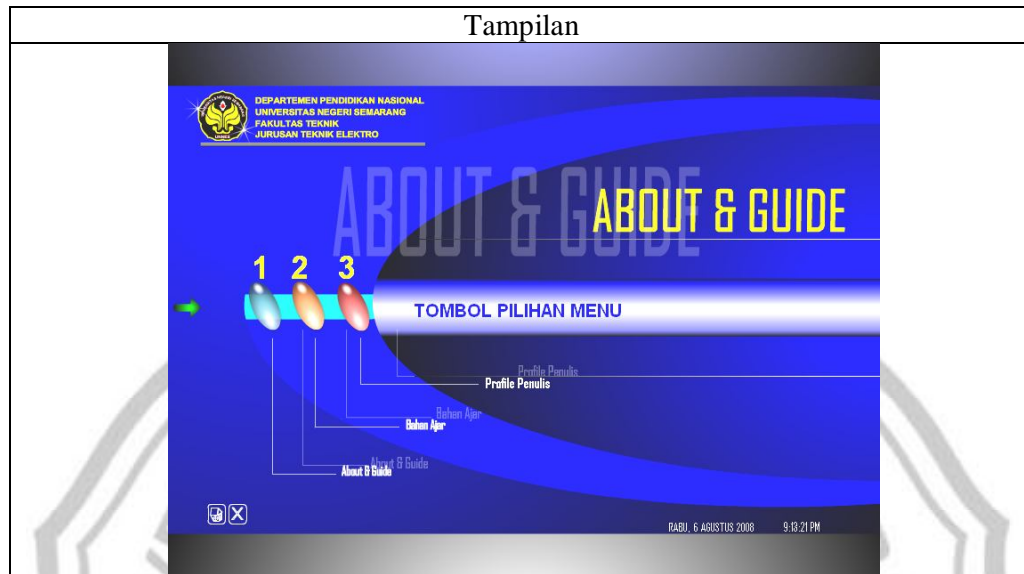 Tampilan
DEPARTEMEN PENDIDIKAN NASIONAL
UNIVERSITAS NEGERI SEMARANG
FAKULTAS TEKNIK
JURUSAN TEKNIK ELEKTRO
ABOUT & GUIDE
ABOUT & GUIDE
1 2 3
TOMBOL PILIHAN MENU
Profile Penulis
Profile Penulis
Bahan Ajar
Bahan Ajar
About & Guide
About & Guide
RABU, 6 AGUSTUS 2008 9:13:21 PM